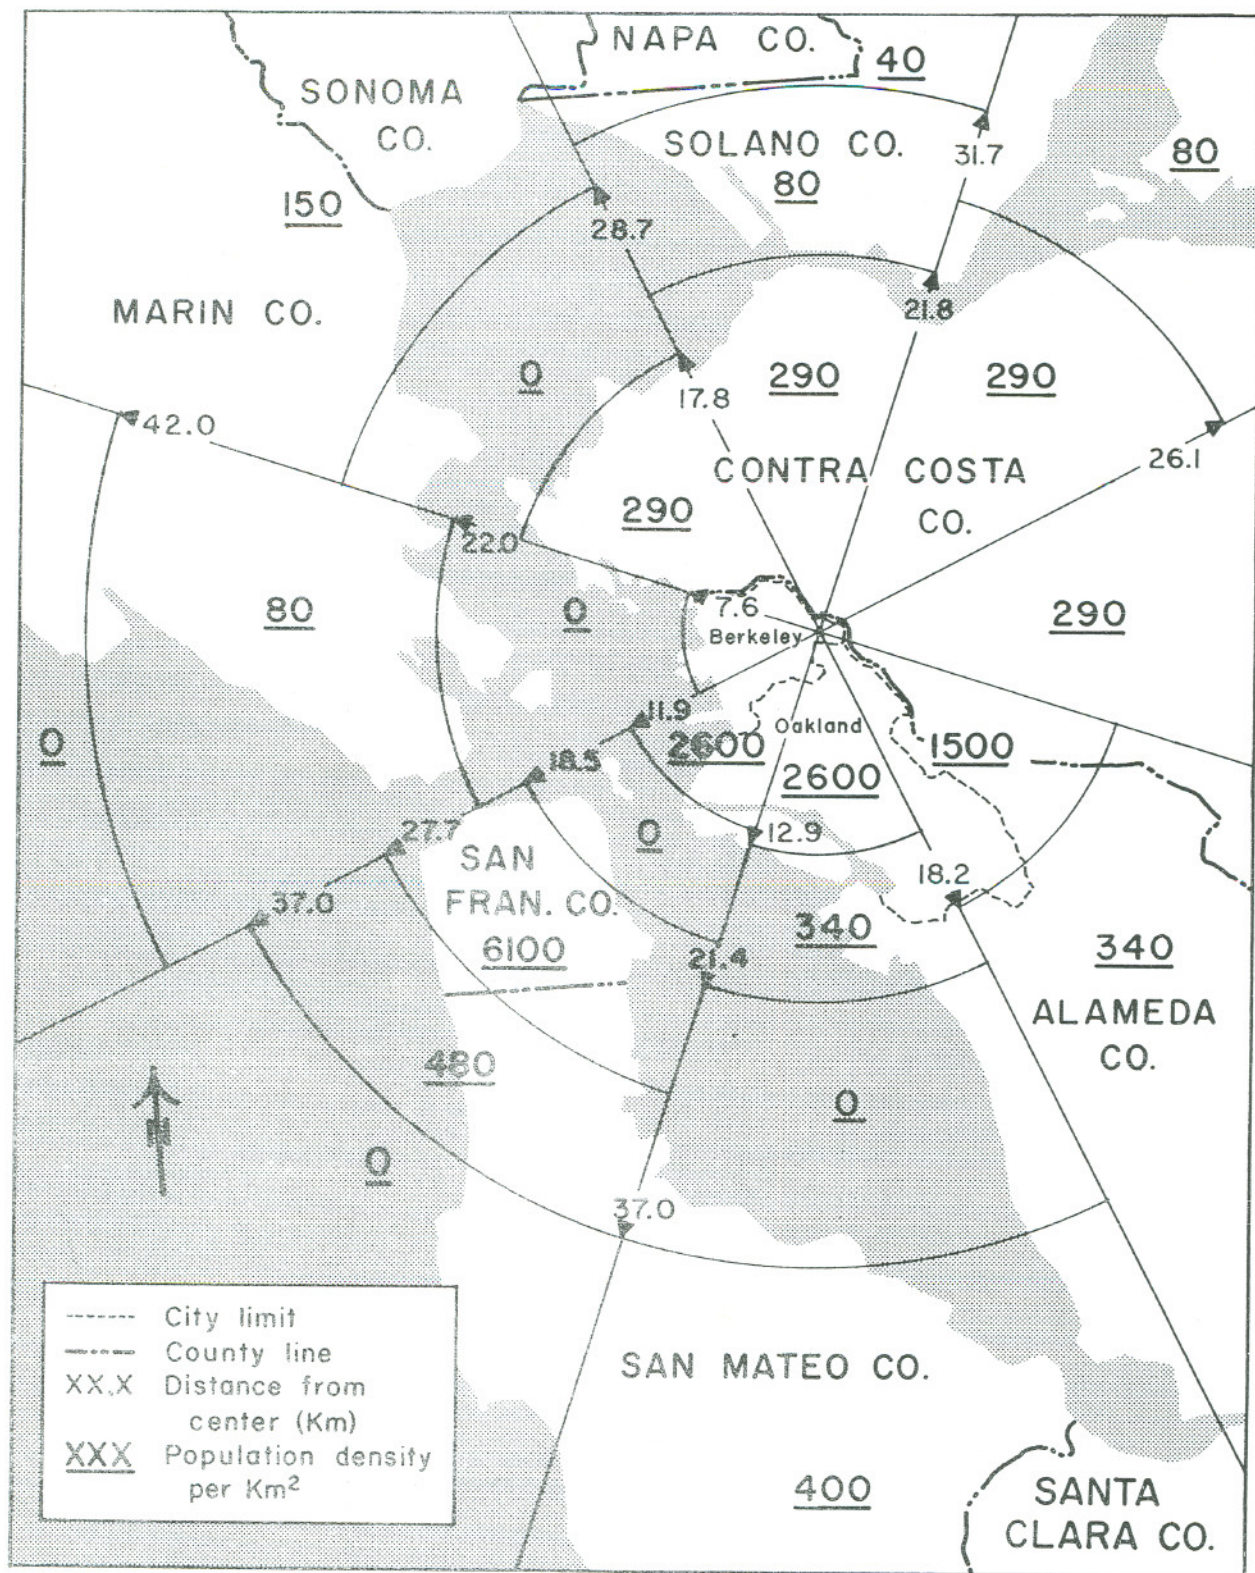 NAPA CO.
40
SONOMA
CO.
SOLANO CO.
80
31.7
80
150
28.7
MARIN CO.
21.8
0
17.8
290
290
42.0
26.1
CONTRA COSTA
CO.
290
22.0
80
0
7.6
Berkeley
290
11.9
Oakland
2600
1500
0
18.5
2600
27.7
12.9
0
SAN
FRAN. CO.
6100
18.2
37.0
340
21.4
340
ALAMEDA
CO.
480
0
0
37.0
City limit
County line
XX.X Distance from
center (Km)
XXX Population density
per Km²
SAN MATEO CO.
400
SANTA
CLARA CO.
N